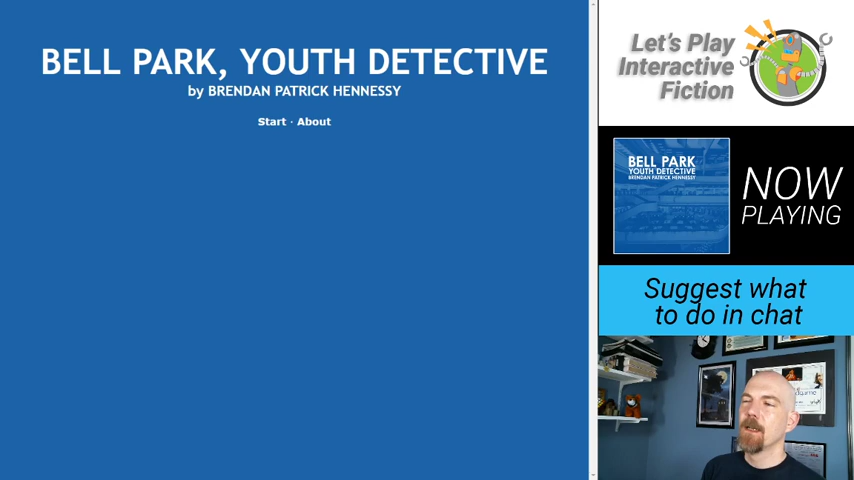 BELL PARK, YOUTH DETECTIVE
by BRENDAN PATRICK HENNESSY
Start · About
Let's Play
Interactive
Fiction
BELL PARK
YOUTH DETECTIVE
BRENDAN PATRICK HENNESSY
NOW
PLAYING
Suggest what
to do in chat